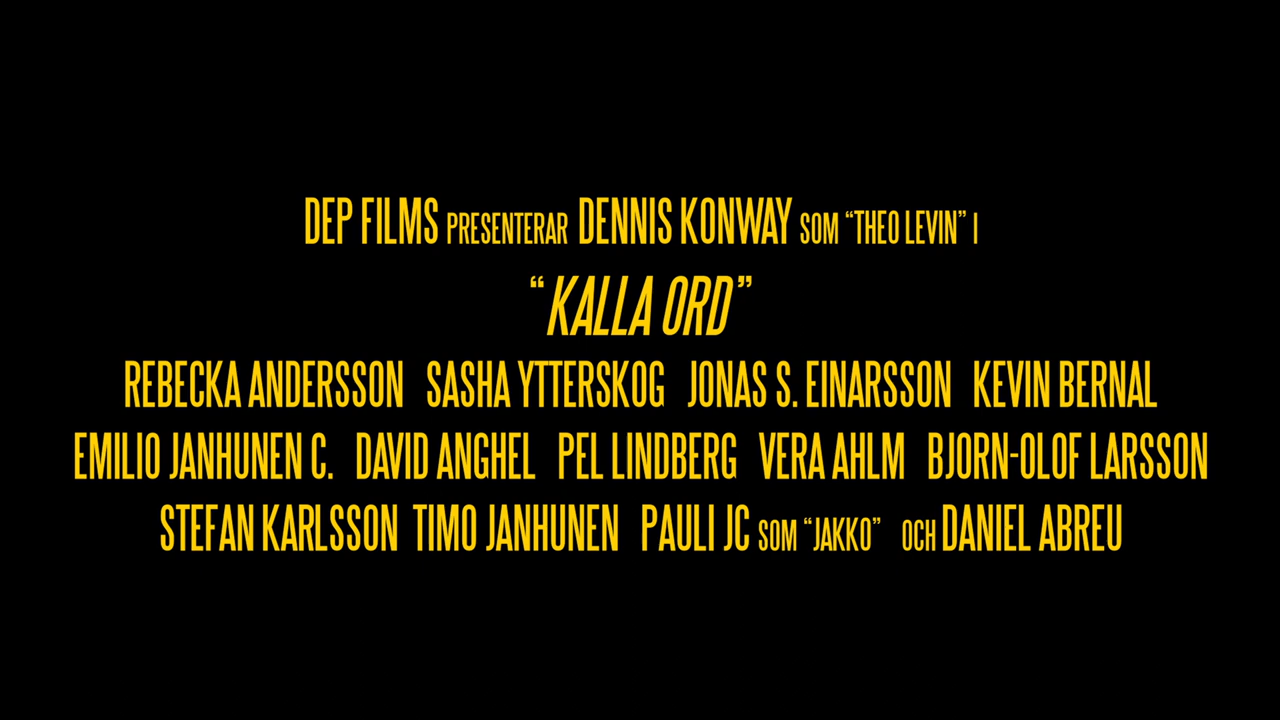 DEP FILMS PRESENTERAR DENNIS KONWAY SOM “THEO LEVIN” I
“KALLA ORD”
REBECKA ANDERSSON SASHA YTTERSKOG JONAS S. EINARSSON KEVIN BERNAL
EMILIO JANHUNEN C. DAVID ANGHEL PEL LINDBERG VERA AHLM BJORN-OLOF LARSSON
STEFAN KARLSSON TIMO JANHUNEN PAULI JC SOM “JAKKO” OCH DANIEL ABREU